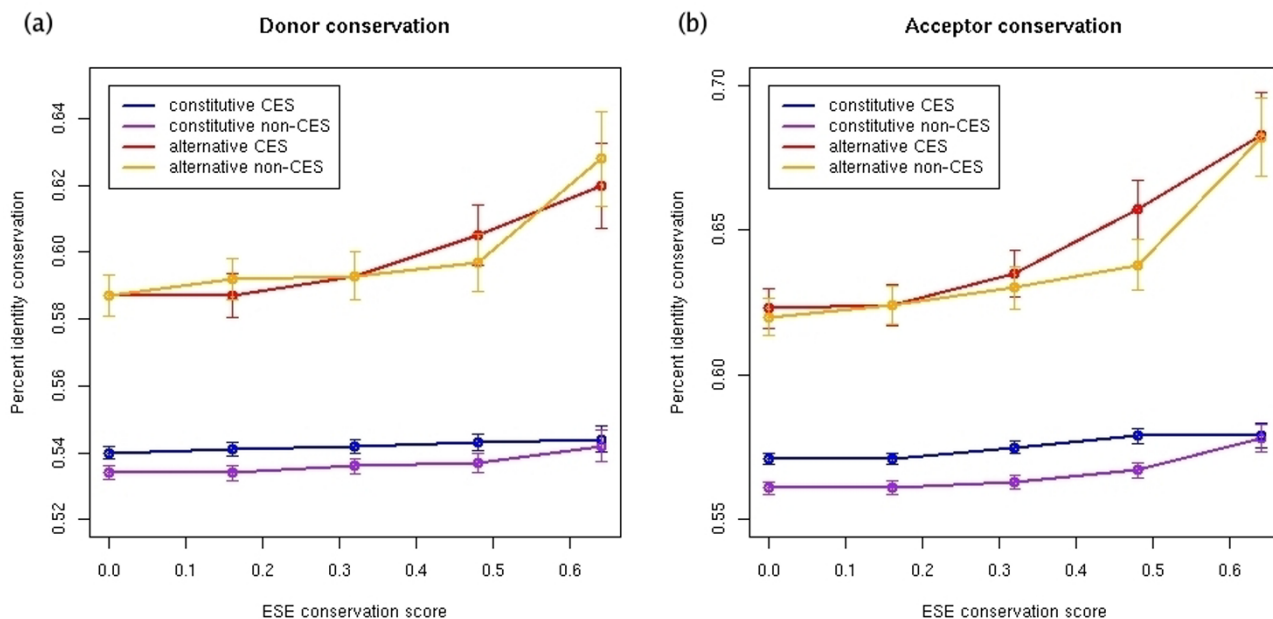 (a)
Donor conservation
constitutive CES
constitutive non-CES
alternative CES
alternative non-CES
Percent identity conservation
0.64
0.62
0.60
0.58
0.56
0.54
0.52
0.0 0.1 0.2 0.3 0.4 0.5 0.6
ESE conservation score
(b)
Acceptor conservation
constitutive CES
constitutive non-CES
alternative CES
alternative non-CES
Percent identity conservation
0.70
0.65
0.60
0.55
0.0 0.1 0.2 0.3 0.4 0.5 0.6
ESE conservation score